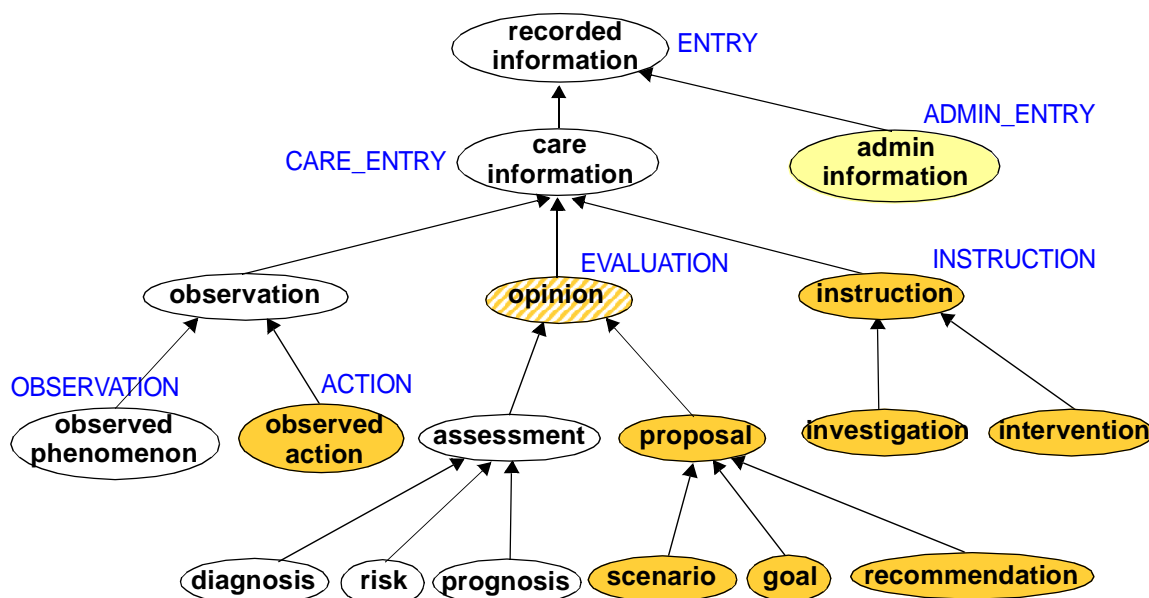 recorded
information
ENTRY
ADMIN_ENTRY
care
information
CARE_ENTRY
admin
information
EVALUATION
INSTRUCTION
observation
opinion
instruction
OBSERVATION
ACTION
observed
phenomenon
observed
action
assessment
proposal
investigation
intervention
diagnosis
risk
prognosis
scenario
goal
recommendation